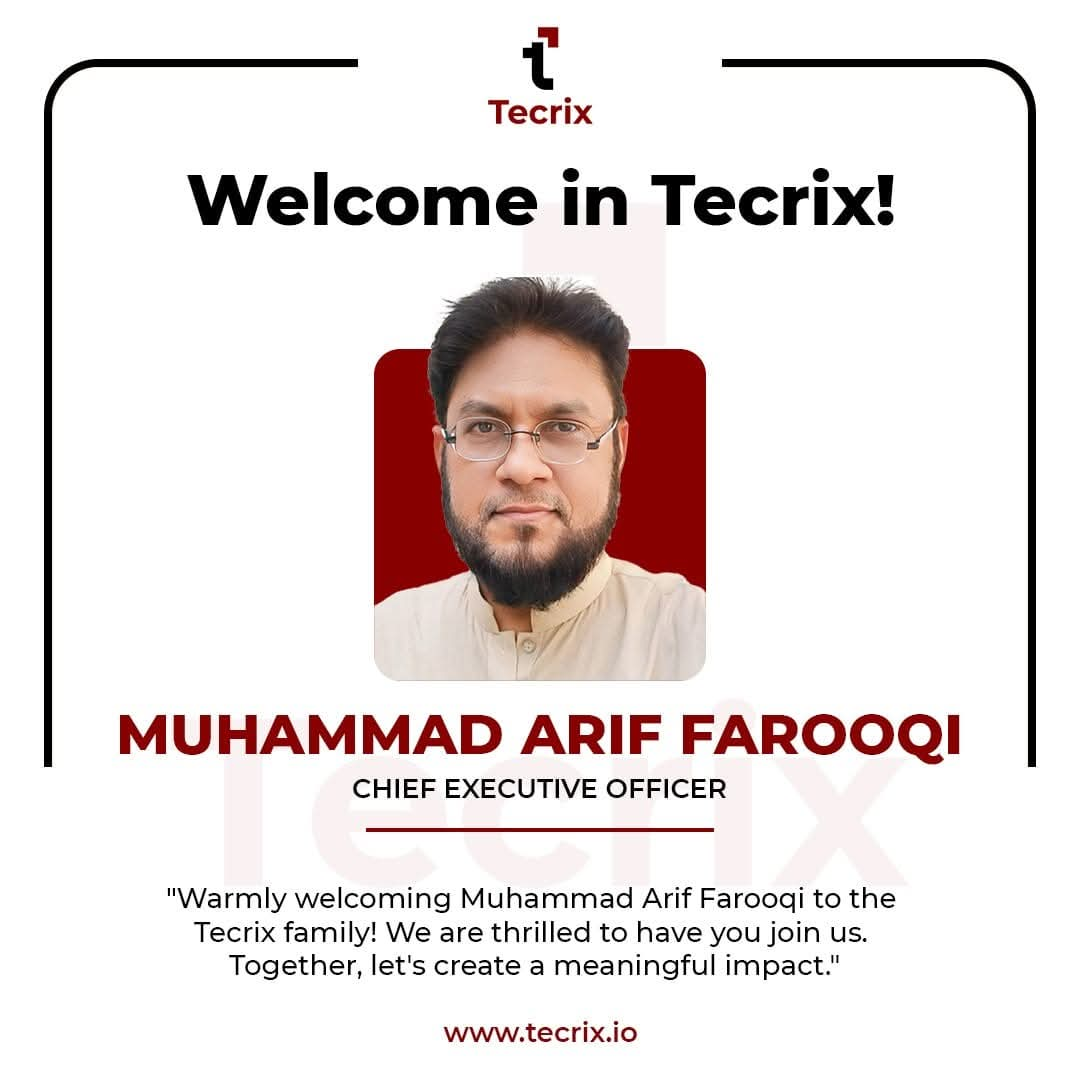 Tecrix
Welcome in Tecrix!
MUHAMMAD ARIF FAROOQI
CHIEF EXECUTIVE OFFICER
Tecrix
"Warmly welcoming Muhammad Arif Farooqi to the
Tecrix family! We are thrilled to have you join us.
Together, let's create a meaningful impact."
www.tecrix.io